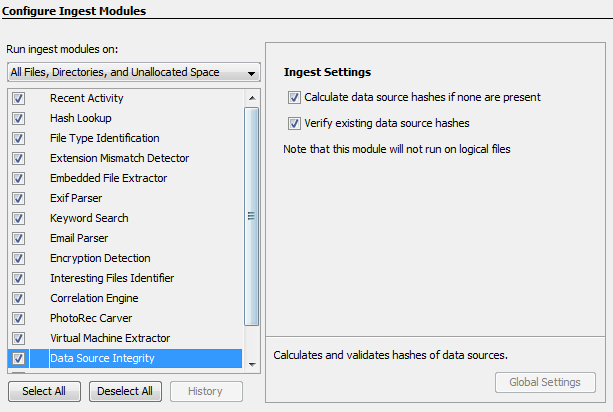 Configure Ingest Modules
Run ingest modules on:
All Files, Directories, and Unallocated Space
Recent Activity
Hash Lookup
File Type Identification
Extension Mismatch Detector
Embedded File Extractor
Exif Parser
Keyword Search
Email Parser
Encryption Detection
Interesting Files Identifier
Correlation Engine
PhotoRec Carver
Virtual Machine Extractor
Data Source Integrity
Select All
Deselect All
History
Ingest Settings
Calculate data source hashes if none are present
Verify existing data source hashes
Note that this module will not run on logical files
Calculates and validates hashes of data sources.
Global Settings